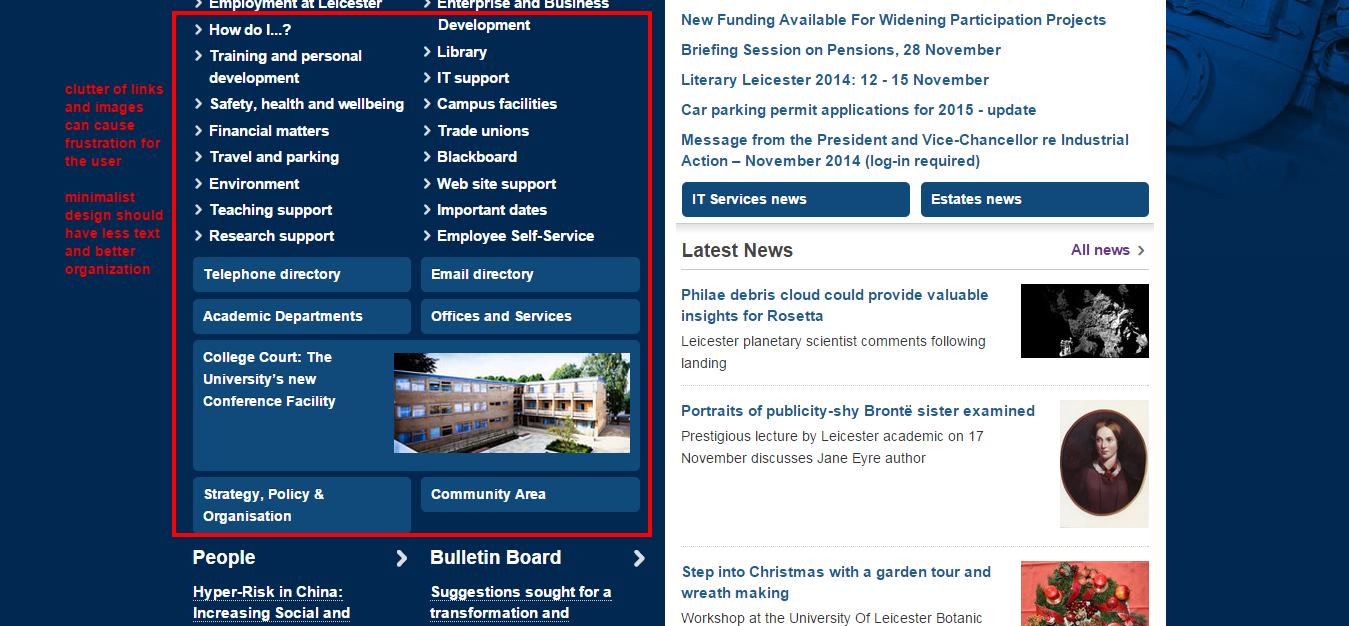 clutter of links
and images
can cause
frustration for
the user
minimalist
design should
have less text
and better
organization
Employment at Leicester
How do I...?
Training and personal
development
Safety, health and wellbeing
Financial matters
Travel and parking
Environment
Teaching support
Research support
Enterprise and Business
Development
Library
IT support
Campus facilities
Trade unions
Blackboard
Web site support
Important dates
Employee Self-Service
Telephone directory
Email directory
Academic Departments
Offices and Services
College Court: The
University's new
Conference Facility
Strategy, Policy &
Organisation
Community Area
People
Hyper-Risk in China:
Increasing Social and
Bulletin Board
Suggestions sought for a
transformation and
New Funding Available For Widening Participation Projects
Briefing Session on Pensions, 28 November
Literary Leicester 2014: 12 - 15 November
Car parking permit applications for 2015 - update
Message from the President and Vice-Chancellor re Industrial
Action – November 2014 (log-in required)
IT Services news
Estates news
Latest News
All news
Philae debris cloud could provide valuable
insights for Rosetta
Leicester planetary scientist comments following
landing
Portraits of publicity-shy Brontë sister examined
Prestigious lecture by Leicester academic on 17
November discusses Jane Eyre author
Step into Christmas with a garden tour and
wreath making
Workshop at the University Of Leicester Botanic